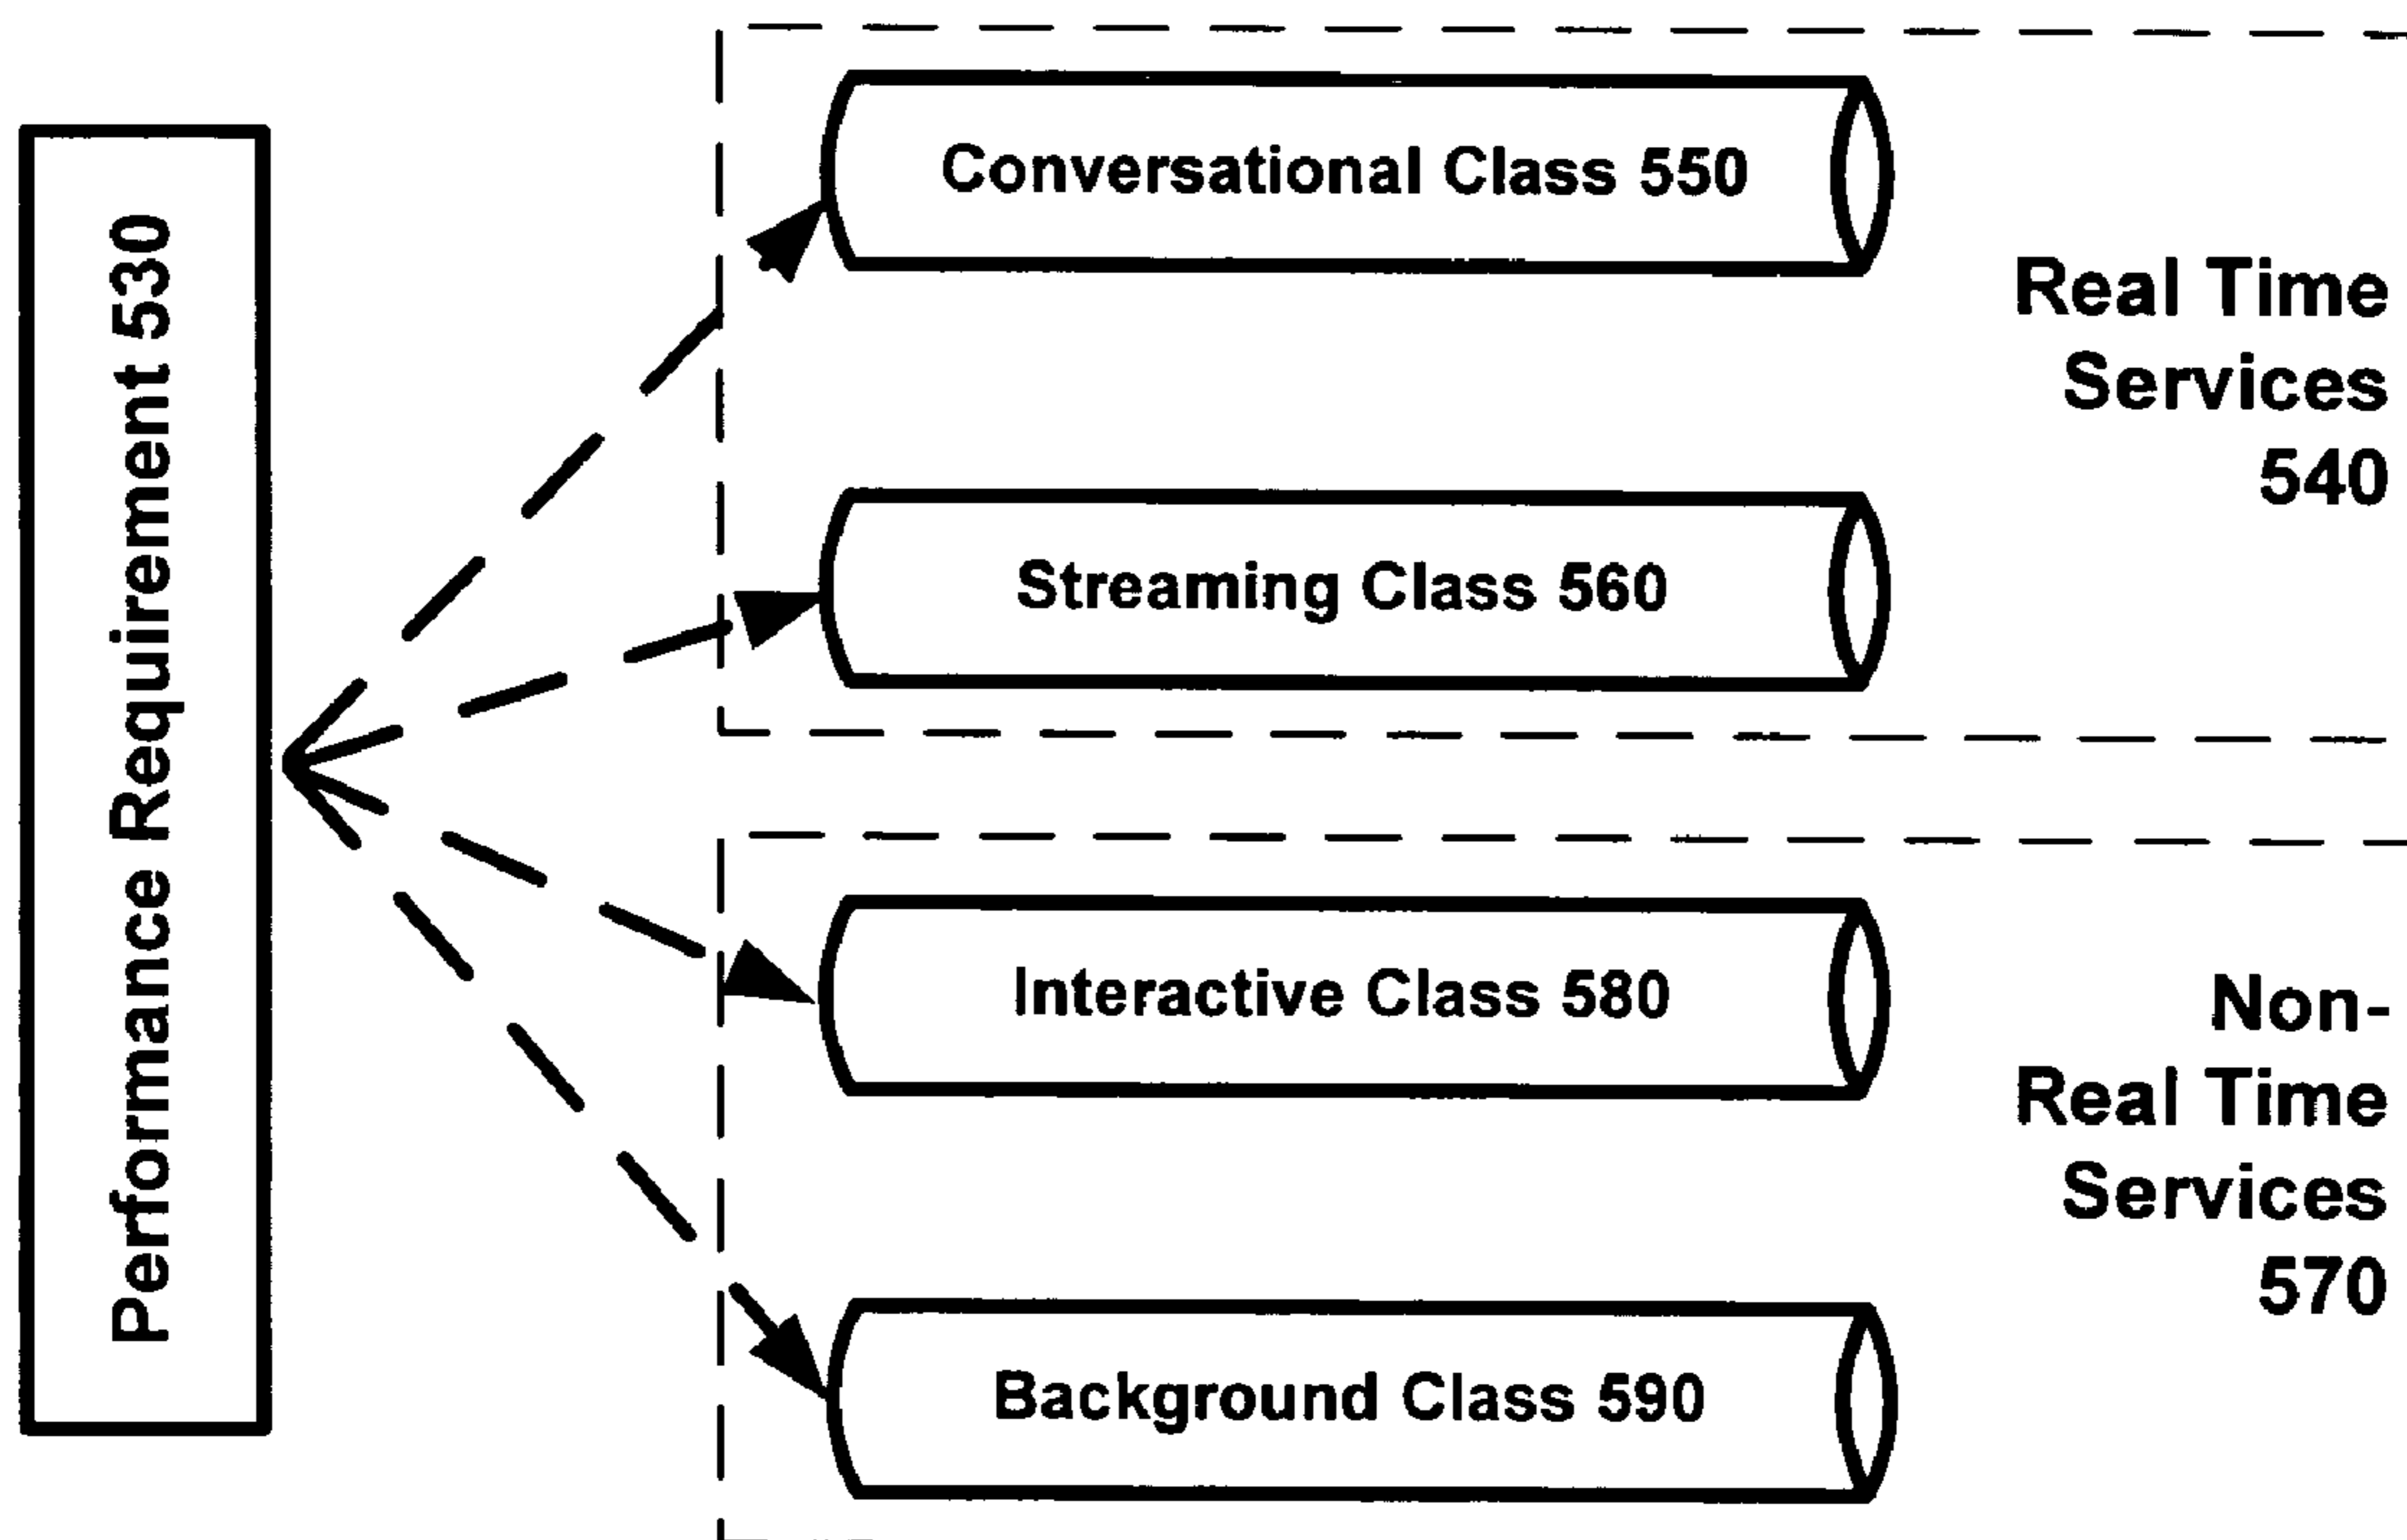 Performance Requirement 530
Conversational Class 550
Streaming Class 560
Real Time
Services
540
Interactive Class 580
Background Class 590
Non-
Real Time
Services
570